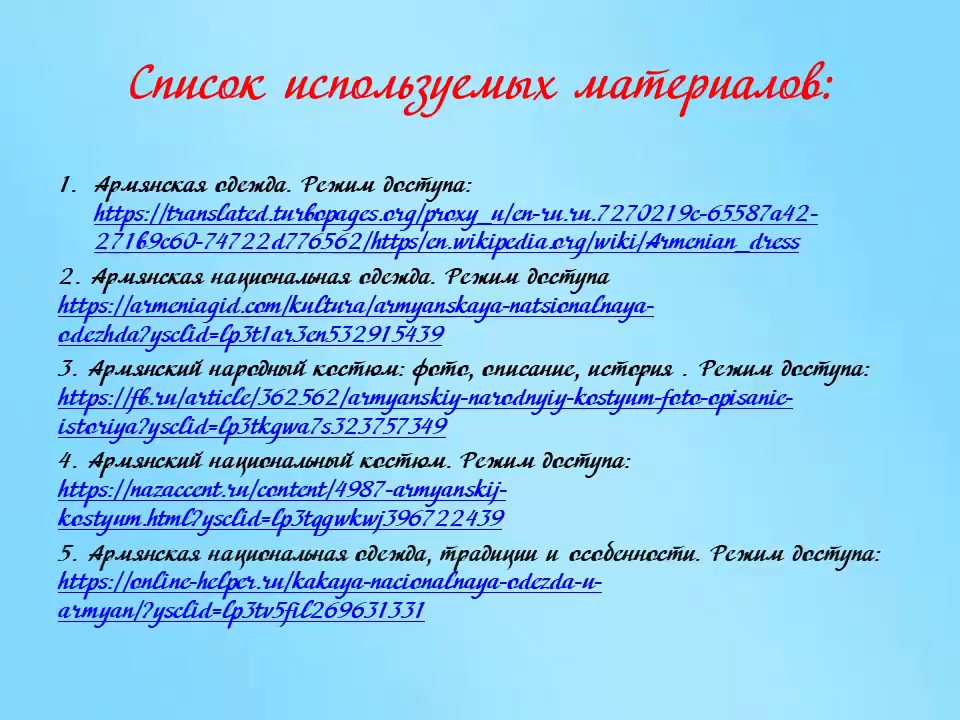 Список используемых материалов:
1. Армянская одежда. Режим доступа:
https://translated.turbopages.org/proxy_u/en-ru.ru.7270219c-65587a42-
271b9c60-74722d776562/https/en.wikipedia.org/wiki/Armenian_dress
2. Армянская национальная одежда. Режим доступа
https://armeniagid.com/kultura/armyanskaya-natsionalnaya-
odezhda?ysclid=lp3t1ar3en532915439
3. Армянский народный костюм: фото, описание, история . Режим доступа:
https://fb.ru/article/362562/armyanskiy-narodnyiy-kostyum-foto-opisanie-
istoriya?ysclid=lp3tkgwa7s323757349
4. Армянский национальный костюм. Режим доступа:
https://nazaccent.ru/content/4987-armyanskij-
kostyum.html?ysclid=lp3tqgwkwj396722439
5. Армянская национальная одежда, традиции и особенности. Режим доступа:
https://online-helper.ru/kakaya-nacionalnaya-odezda-u-
armyan/?ysclid=lp3tv5fil269631331